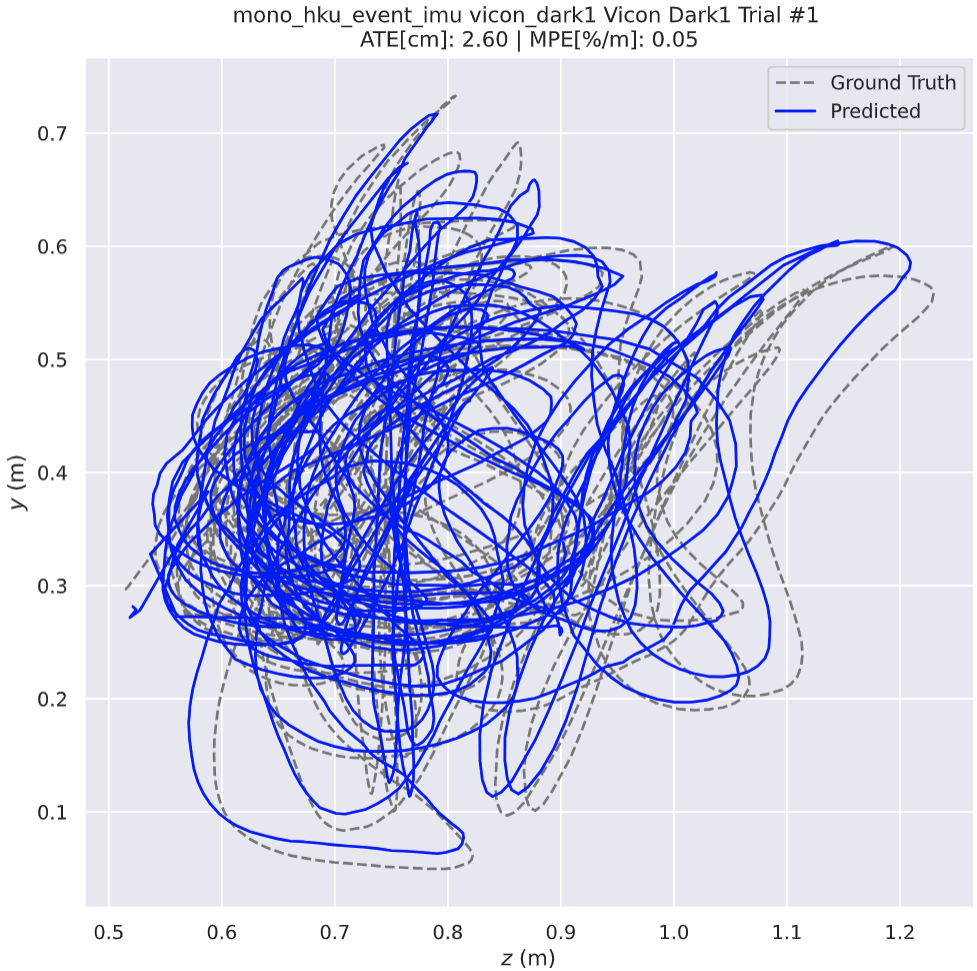 mono_hku_event_imu vicon_dark1 Vicon Dark1 Trial #1
ATE[cm]: 2.60 | MPE[%/m]: 0.05
Ground Truth
Predicted
0.7
0.6
0.5
0.4
0.3
0.2
0.1
y (m)
0.5 0.6 0.7 0.8 0.9 1.0 1.1 1.2
z (m)